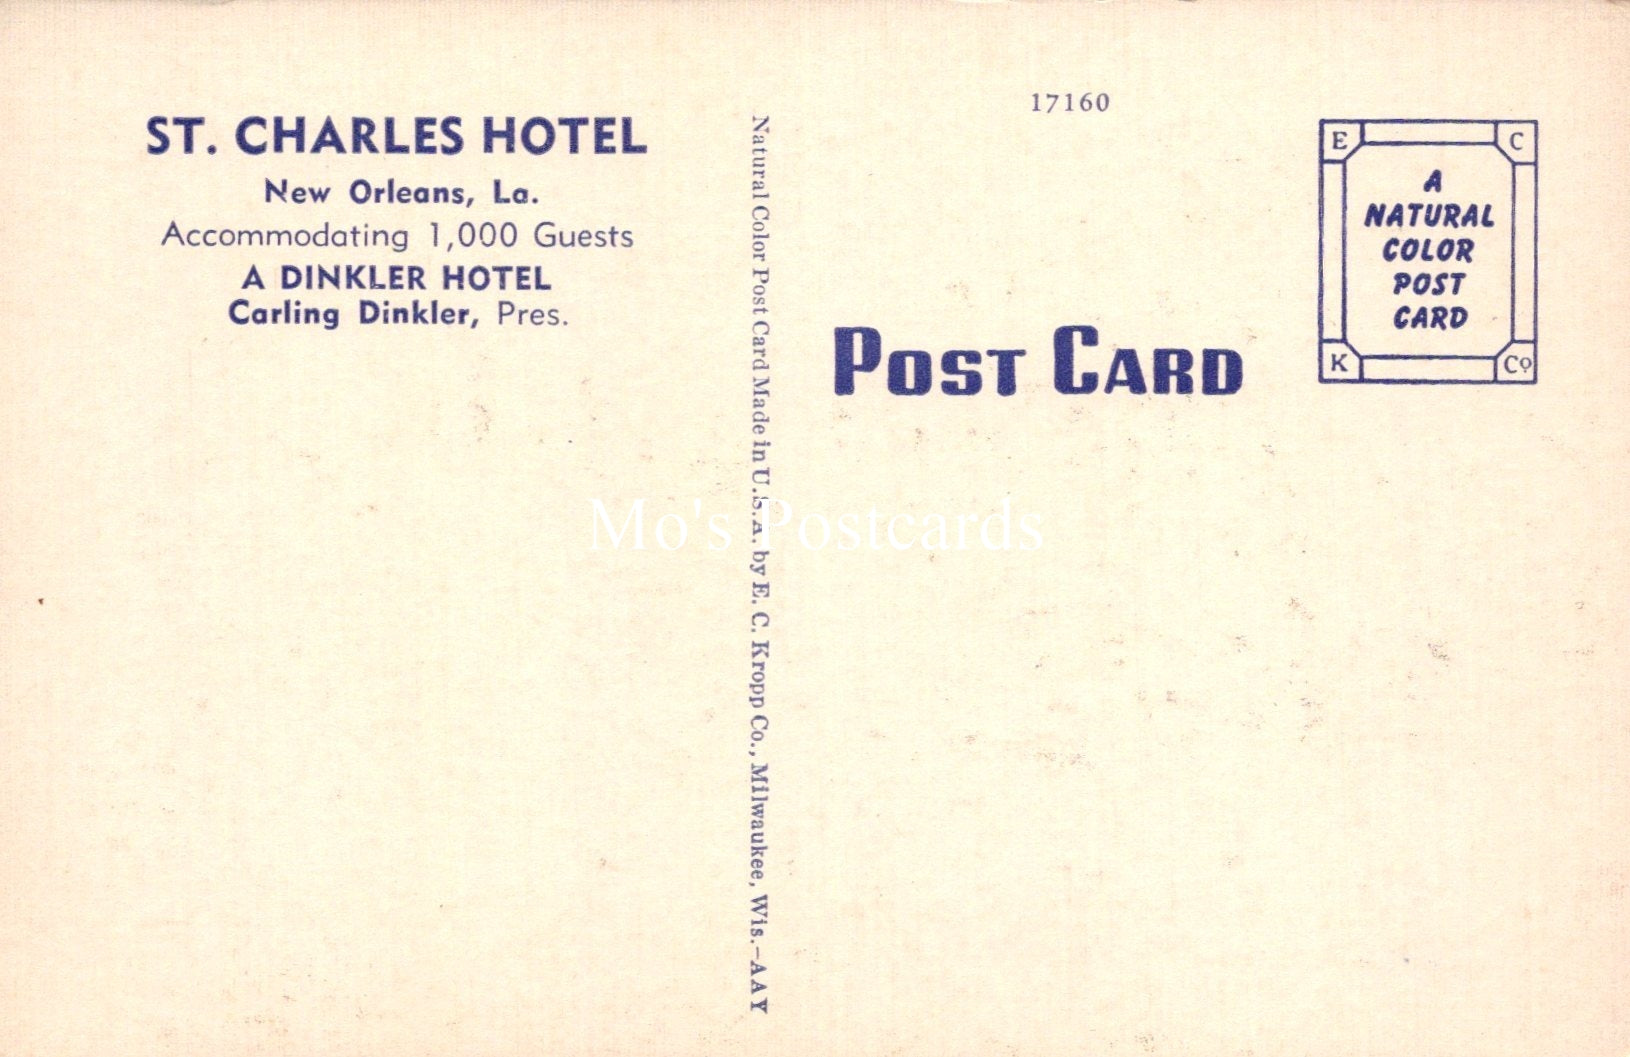 ST. CHARLES HOTEL
New Orleans, La.
Accommodating 1,000 Guests
A DINKLER HOTEL
Carling Dinkler, Pres.
Natural Color Post Card Made in U.S.A. by E. C. Kropp Co., Milwaukee, Wis.-AAY
17160
POST CARD
E C
A
NATURAL
COLOR
POST
CARD
K Co
Mo's Postcards